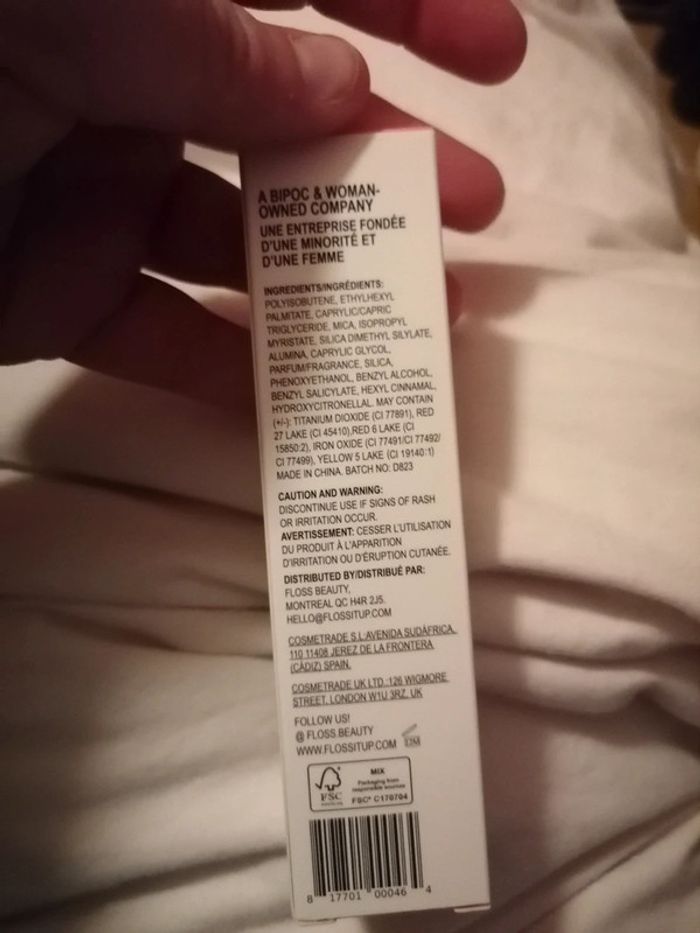 A BIPOC & WOMAN-
OWNED COMPANY
UNE ENTREPRISE FONDÉE
D'UNE MINORITÉ ET
D'UNE FEMME
INGREDIENTS/INGRÉDIENTS:
POLYISOBUTENE, ETHYLHEXYL
PALMITATE, CAPRYLIC/CAPRIC
TRIGLYCERIDE, MICA, ISOPROPYL
MYRISTATE, SILICA DIMETHYL SILYLATE,
ALUMINA, CAPRYLIC GLYCOL,
PARFUM/FRAGRANCE, SILICA,
PHENOXYETHANOL, BENZYL ALCOHOL,
BENZYL SALICYLATE, HEXYL CINNAMAL,
HYDROXYCITRONELLAL. MAY CONTAIN
(+/-): TITANIUM DIOXIDE (CI 77891), RED
27 LAKE (CI 45410),RED 6 LAKE (CI
15850:2), IRON OXIDE (CI 77491/CI 77492/
CI 77499), YELLOW 5 LAKE (CI 19140:1)
MADE IN CHINA. BATCH NO: D823
CAUTION AND WARNING:
DISCONTINUE USE IF SIGNS OF RASH
OR IRRITATION OCCUR.
AVERTISSEMENT: CESSER L'UTILISATION
DU PRODUIT À L'APPARITION
D'IRRITATION OU D'ÉRUPTION CUTANÉE.
DISTRIBUTED BY/DISTRIBUÉ PAR:
FLOSS BEAUTY,
MONTREAL QC H4R 2J5.
HELLO@FLOSSITUP.COM
COSMETRADE S.L.AVENIDA SUDÁFRICA,
110 11408 JEREZ DE LA FRONTERA
(CÁDIZ) SPAIN.
COSMETRADE UK LTD.:126 WIGMORE
STREET, LONDON W1U 3RZ, UK
FOLLOW US!
@ FLOSS.BEAUTY
WWW.FLOSSITUP.COM 12M
FSC
MIX
Packaging from
responsible sources
FSC® C170704
8 17701 00046 4